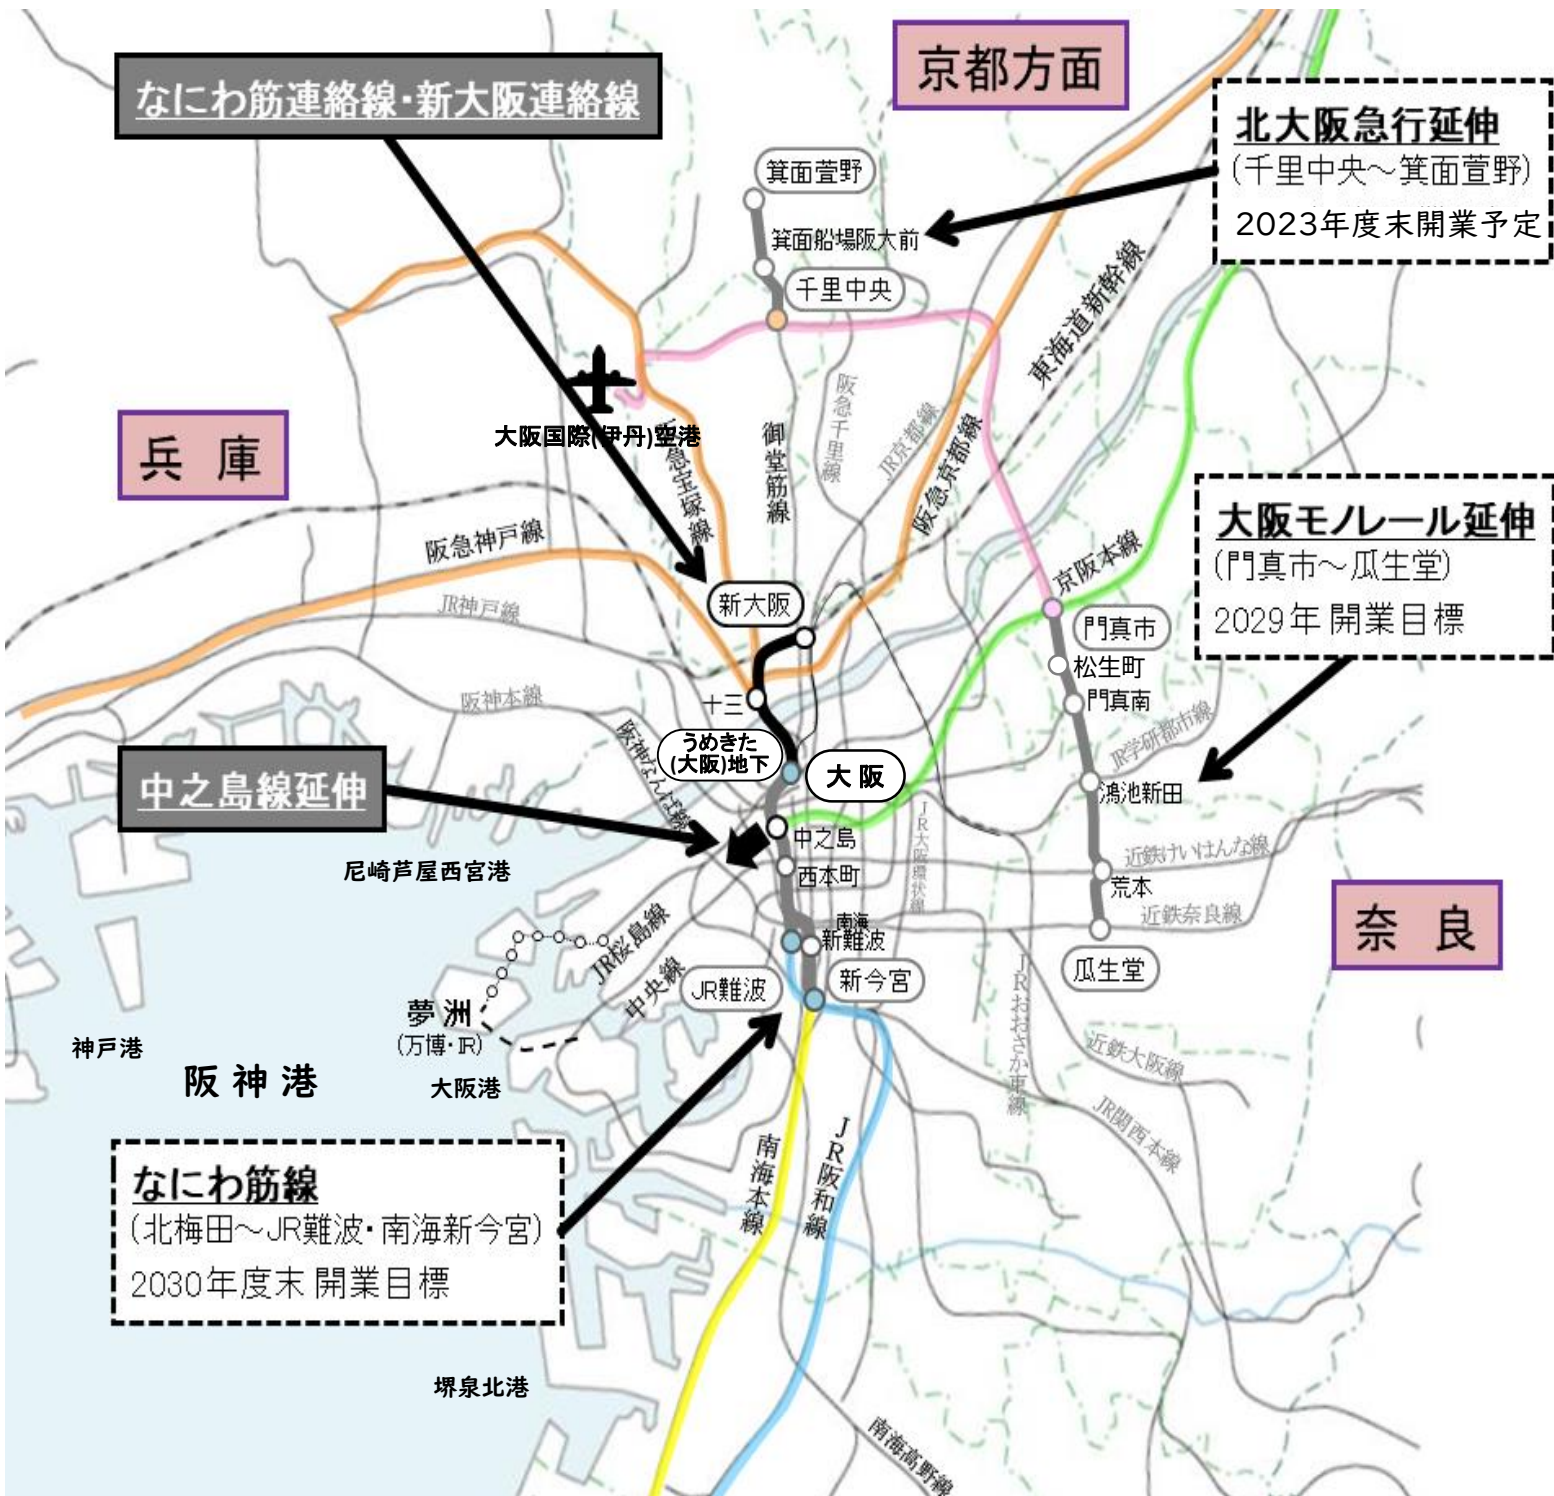 京都方面
なにわ筋連絡線・新大阪連絡線
北大阪急行延伸
(千里中央～箕面萱野)
2023年度末開業予定
箕面萱野
箕面船場阪大前
千里中央
東海道新幹線
阪急千里線
JR京都線
阪急京都線
御堂筋線
大阪国際(伊丹)空港
急宝塚線
兵 庫
大阪モノレール延伸
(門真市～瓜生堂)
2029年 開業目標
阪急神戸線
JR神戸線
京阪本線
新大阪
門真市
松生町
門真南
阪神本線
十三
阪神なんば線
うめきた
(大阪)地下
大 阪
JR学研都市線
鴻池新田
中之島線延伸
中之島
JR大阪環状線
西本町
近鉄けいはんな線
荒本
尼崎芦屋西宮港
近鉄奈良線
奈 良
南海
新難波
JR桜島線
中央線
JR難波
新今宮
瓜生堂
夢 洲
(万博・IR)
神戸港
阪 神 港
大阪港
JRおおさか東線
近鉄大阪線
JR関西本線
なにわ筋線
(北梅田～JR難波・南海新今宮)
2030年度末 開業目標
南海本線
JR阪和線
堺泉北港
南海高野線